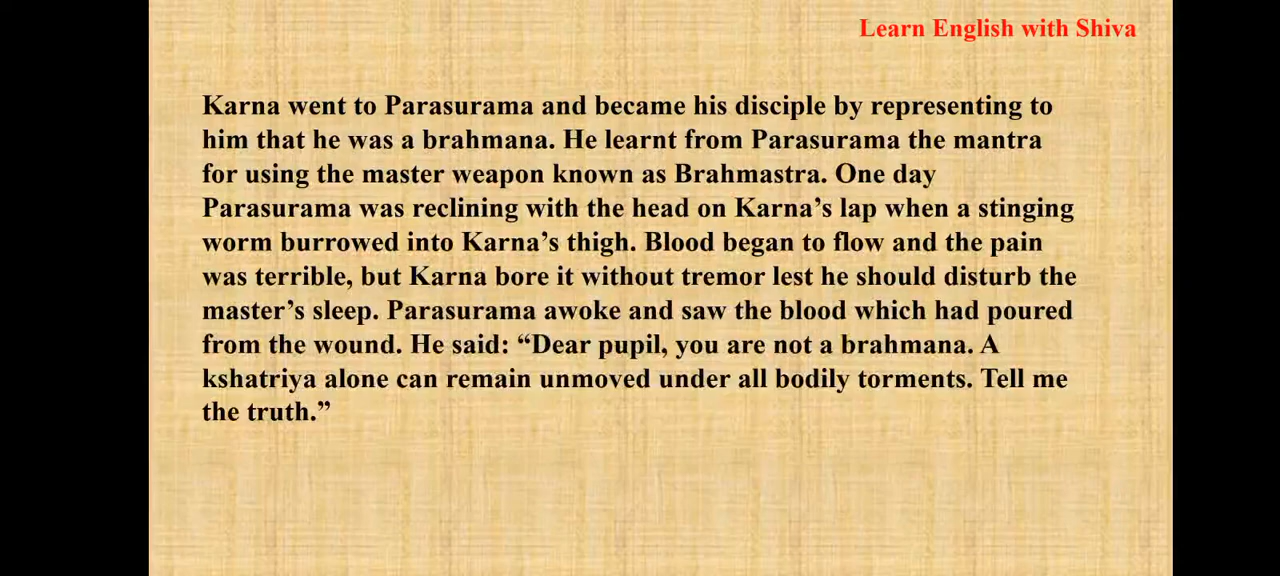 Learn English with Shiva
Karna went to Parasurama and became his disciple by representing to
him that he was a brahmana. He learnt from Parasurama the mantra
for using the master weapon known as Brahmastra. One day
Parasurama was reclining with the head on Karna’s lap when a stinging
worm burrowed into Karna’s thigh. Blood began to flow and the pain
was terrible, but Karna bore it without tremor lest he should disturb the
master’s sleep. Parasurama awoke and saw the blood which had poured
from the wound. He said: “Dear pupil, you are not a brahmana. A
kshatriya alone can remain unmoved under all bodily torments. Tell me
the truth.”